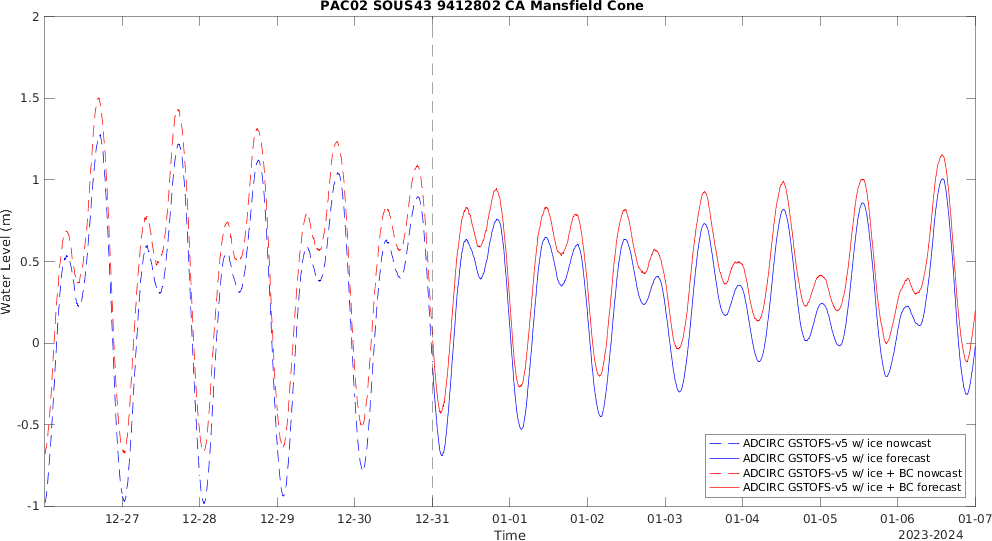 PAC02 SOUS43 9412802 CA Mansfield Cone
2
1.5
1
0.5
0
-0.5
-1
Water Level (m)
12-27 12-28 12-29 12-30 12-31 01-01 01-02 01-03 01-04 01-05 01-06 01-07
Time
2023-2024
ADCIRC GSTOFS-v5 w/ ice nowcast
ADCIRC GSTOFS-v5 w/ ice forecast
ADCIRC GSTOFS-v5 w/ ice + BC nowcast
ADCIRC GSTOFS-v5 w/ ice + BC forecast